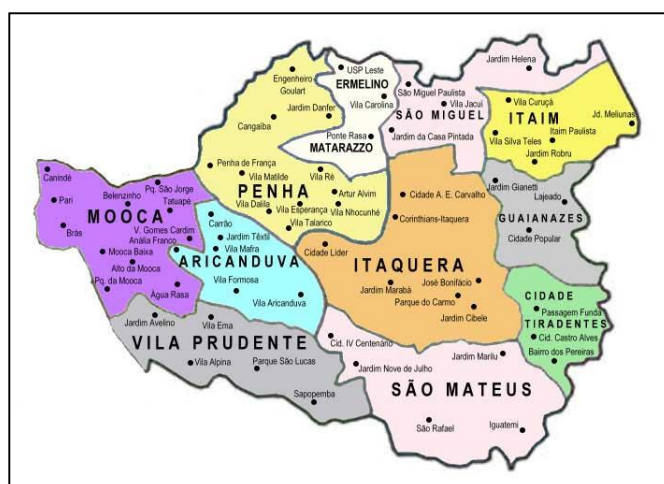 USP Leste
ERMELINO
Vila Carolina
Ponte Rasa
MATARAZZO
Engenheiro
Goulart
Jardim Danfer
Cangaiba
Penha de França
Vila Matilde
Vila Ré
PENHA
Artur Alvim
Vila Dalila
Vila Esperança
Vila Nhocunhé
Vila Talarico
Jardim Helena
São Miguel Paulista
Vila Jacuí
SÃO MIGUEL
Jardim da Casa Pintada
Vila Curuçá
ITAIM
Jd. Meliunas
Vila Silva Teles
Itaim Paulista
Jardim Robru
Canindé
Pq. São Jorge
Belenzinho
Pari
Tatuapé
MOOCA
Brás
V. Gomes Cardim
Anália Franco
Mooca Baixa
Alto da Mooca
Pq. da Mooca
Água Rasa
Carrão
Jardim Têxtil
Vila Mafra
ARICANDUVA
Vila Formosa
Vila Aricanduva
Cidade A. E. Carvalho
Corinthians-Itaquera
Cidade Líder
ITAQUERA
Jardim Marabá
José Bonifácio
Parque do Carmo
Jardim Cibele
Jardim Gianetti
Lajeado
GUAIANAZES
Cidade Popular
CIDADE
Passagem Funda
TIRADENTES
Cid. Castro Alves
Bairro dos Pereiras
Jardim Avelino
Vila Ema
VILA PRUDENTE
Vila Alpina
Parque São Lucas
Sapopemba
Cid. IV Centenário
Jardim Nove de Julho
Jardim Marilu
SÃO MATEUS
São Rafael
Iguatemi